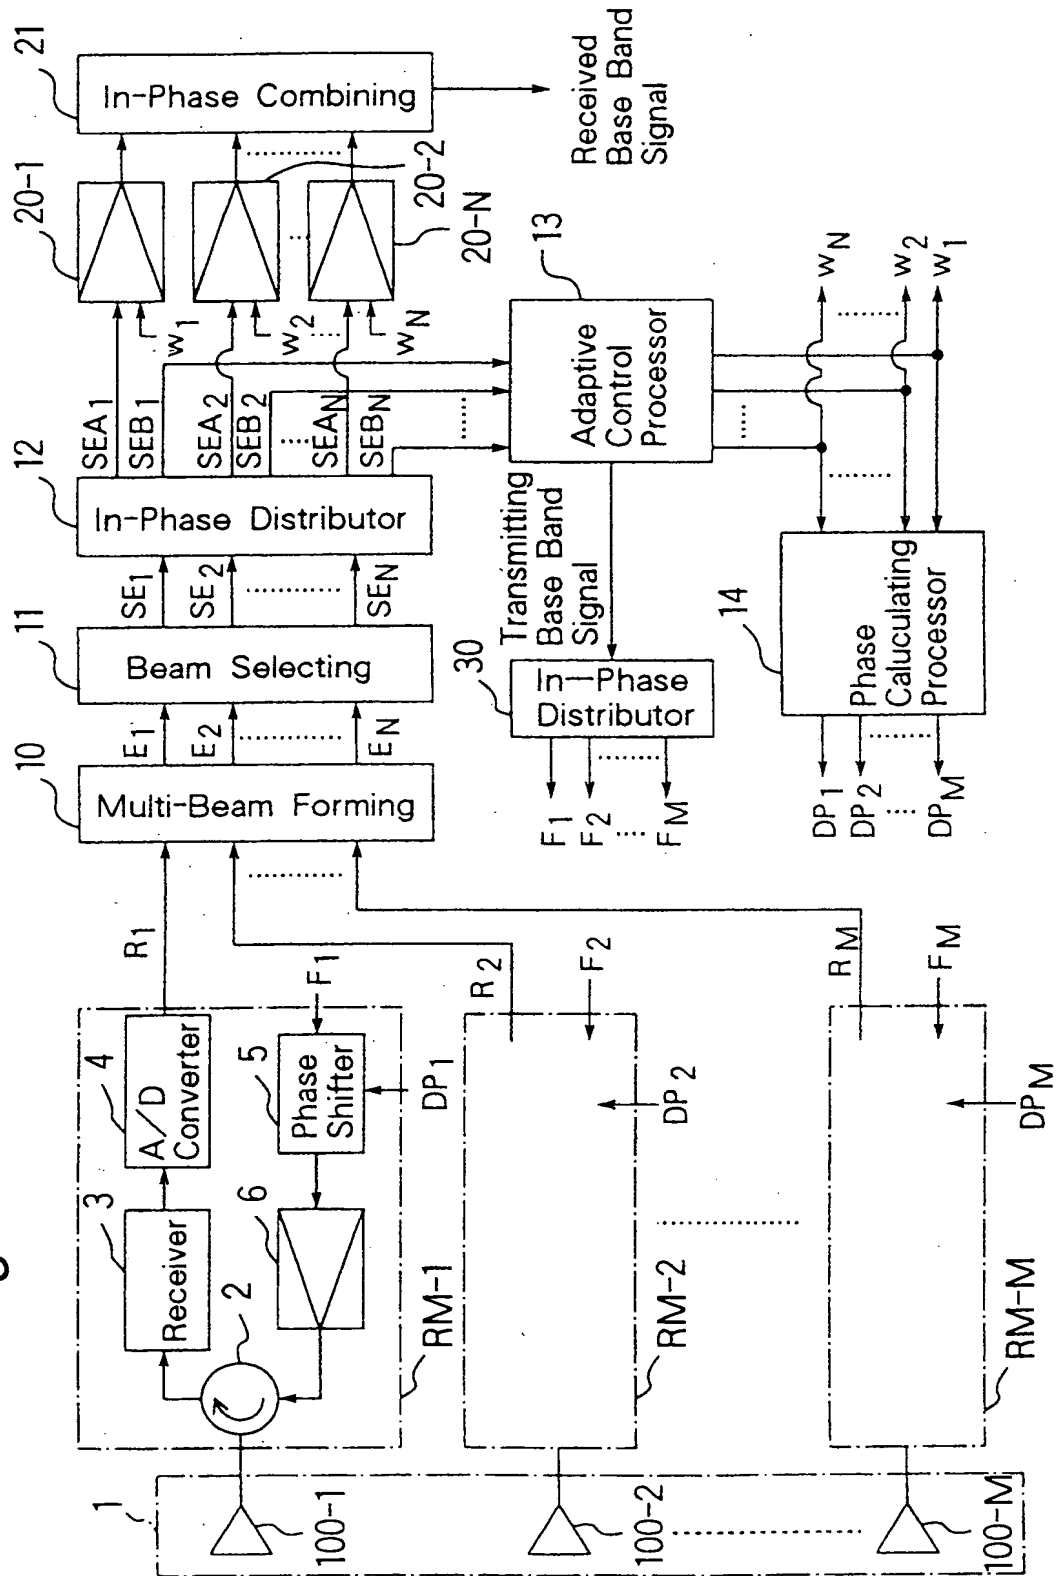 1
100-1
100-2
100-M
2
Receiver
3
A/D
Converter
4
Phase
Shifter
5
6
F1
DP1
RM-1
R1
R2
F2
DP2
RM-2
RM
FM
DPM
RM-M
Multi-Beam Forming
10
E1
E2
EN
Beam Selecting
11
SE1
SE2
SEN
In-Phase Distributor
12
SEA1
SEB1
SEA2
SEB2
SEAN
SEBN
w1
w2
wN
20-1
20-2
20-N
In-Phase Combining
21
Received
Base Band
Signal
Adaptive
Control
Processor
13
Transmitting
Base Band
Signal
In-Phase
Distributor
30
F1
F2
FM
Phase
Caluculating
Processor
14
wN
w2
w1
DP1
DP2
DPM